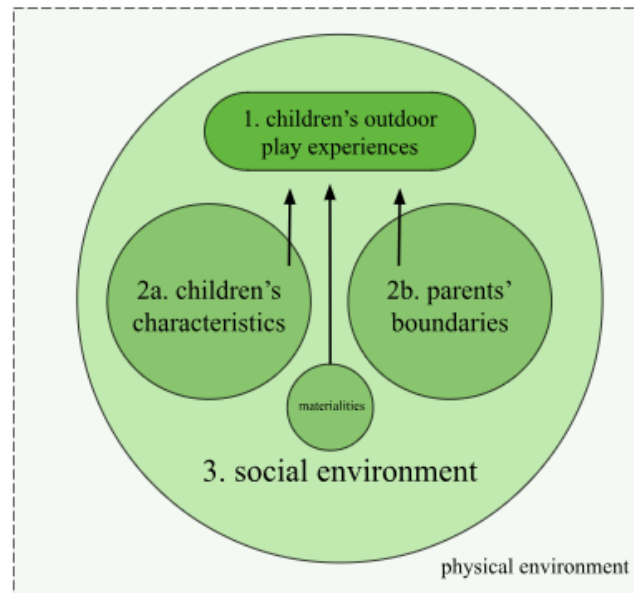 1. children’s outdoor
play experiences
2a. children’s
characteristics
2b. parents’
boundaries
materialities
3. social environment
physical environment